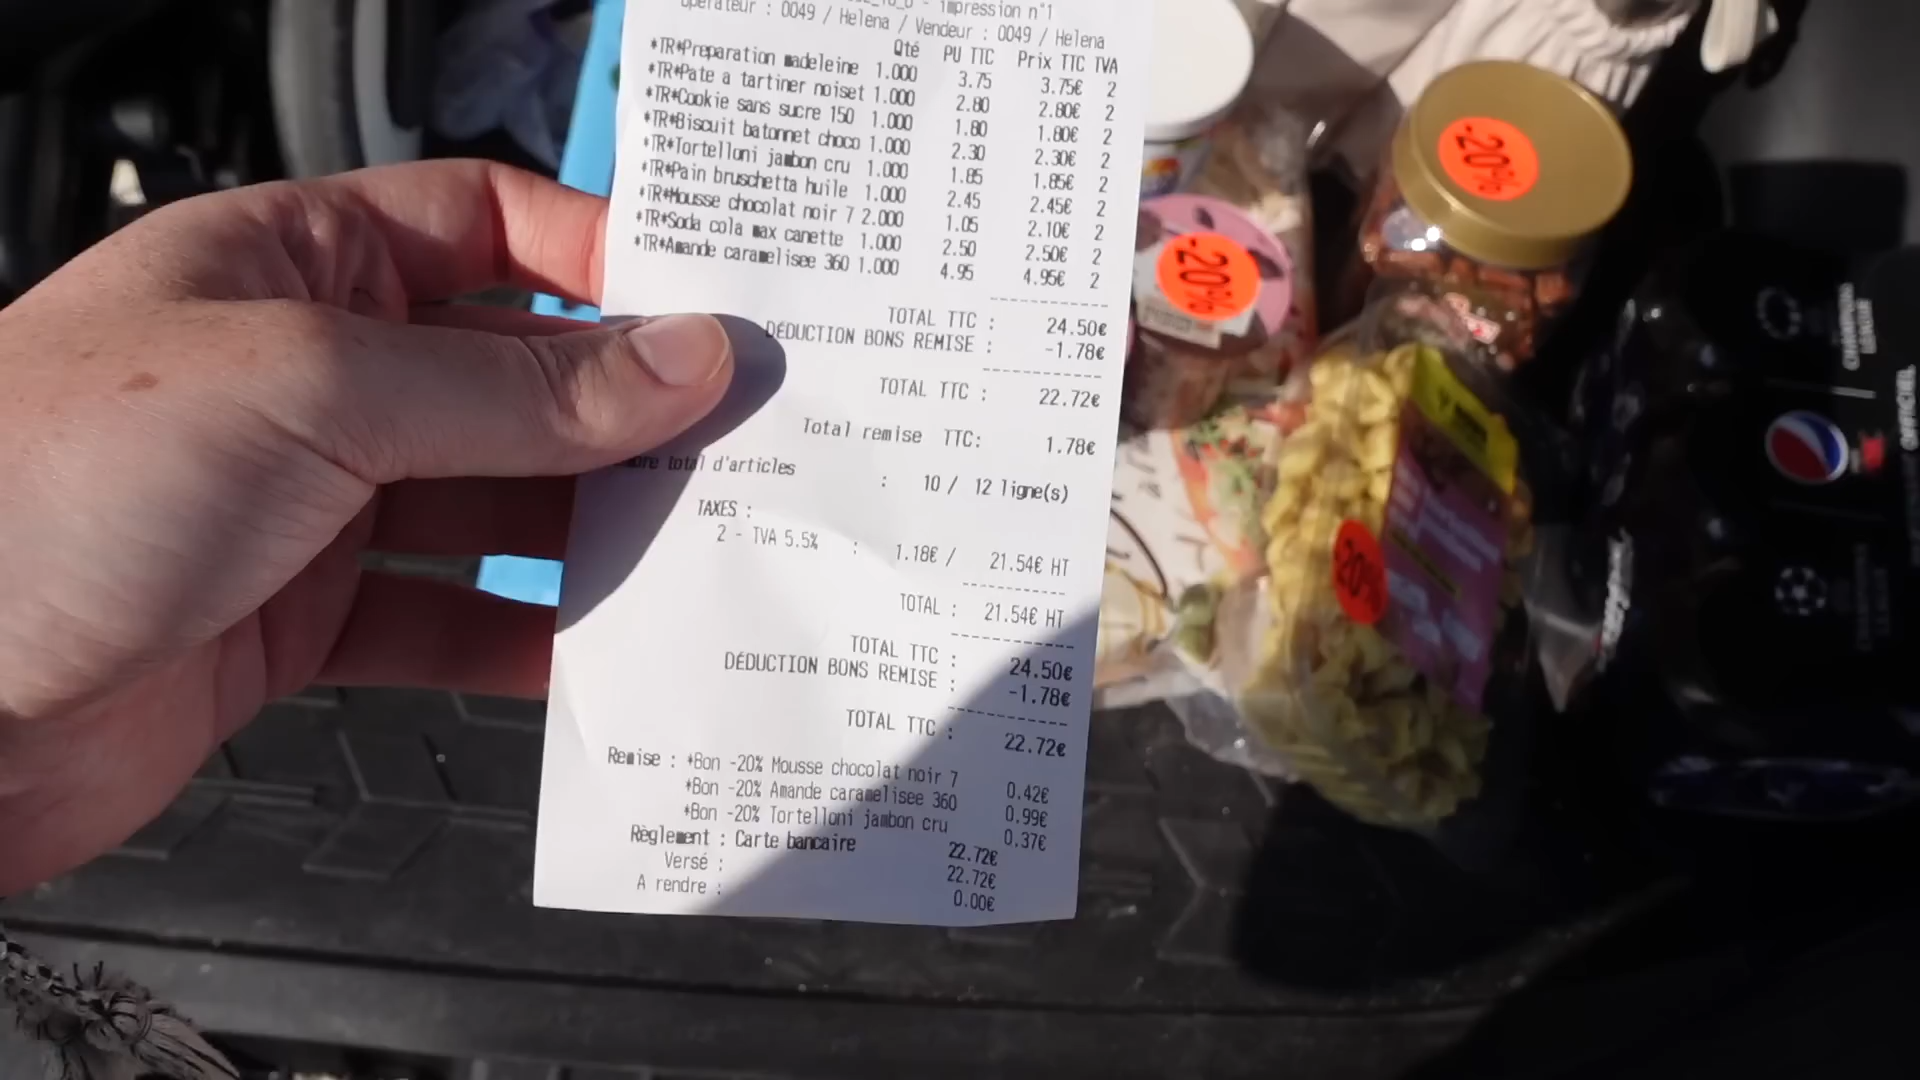 impression n°1
Opérateur : 0049 / Helena / Vendeur : 0049 / Helena
Qté PU TTC Prix TTC TVA
*TR*Preparation madeleine 1.000 3.75 3.75€ 2
*TR*Pate a tartiner noiset 1.000 2.80 2.80€ 2
*TR*Cookie sans sucre 150 1.000 1.80 1.80€ 2
*TR*Biscuit batonnet choco 1.000 2.30 2.30€ 2
*TR*Tortelloni jambon cru 1.000 1.85 1.85€ 2
*TR*Pain bruschetta huile 1.000 2.45 2.45€ 2
*TR*Mousse chocolat noir 7 2.000 1.05 2.10€ 2
*TR*Soda cola max canette 1.000 2.50 2.50€ 2
*TR*Amande caramelisee 360 1.000 4.95 4.95€ 2
TOTAL TTC : 24.50€
DÉDUCTION BONS REMISE : -1.78€
TOTAL TTC : 22.72€
Total remise TTC: 1.78€
total d'articles : 10 / 12 ligne(s)
TAXES :
2 - TVA 5.5% : 1.18€ / 21.54€ HT
TOTAL : 21.54€ HT
TOTAL TTC : 24.50€
DÉDUCTION BONS REMISE : -1.78€
TOTAL TTC : 22.72€
Remise : *Bon -20% Mousse chocolat noir 7 0.42€
*Bon -20% Amande caramelisee 360 0.99€
*Bon -20% Tortelloni jambon cru 0.37€
Règlement : Carte bancaire 22.72€
Versé : 22.72€
A rendre : 0.00€
-20%
-20%
-20%
CHAMPIONS
LEAGUE
OFFICIEL